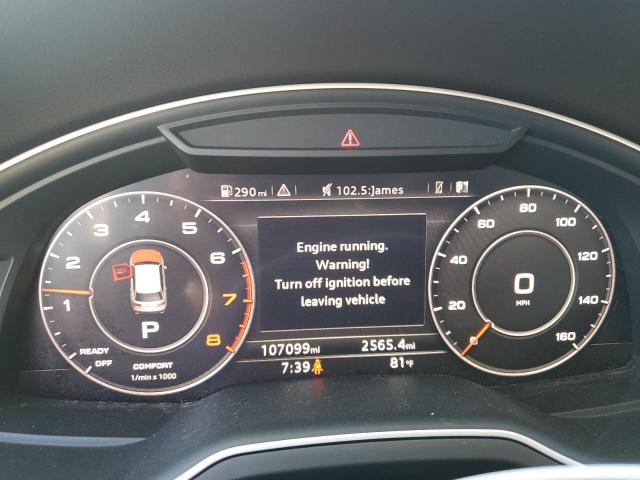 290 mi 102.5:James
Engine running.
Warning!
Turn off ignition before
leaving vehicle
1 2 3 4 5 6 7 8
READY
OFF
P
COMFORT
1/min x 1000
20 40 60 80 100 120 140 160
0
MPH
107099mi 2565.4mi
7:39 81°F